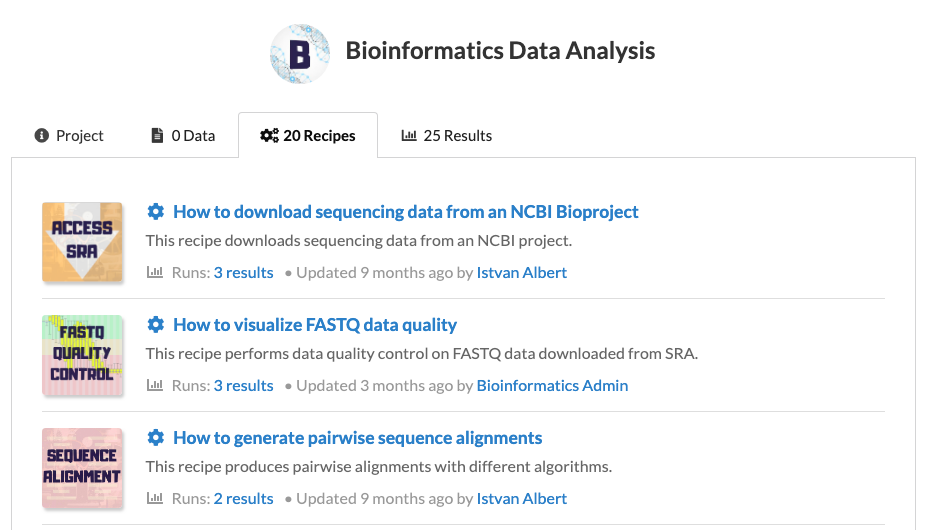 B
Bioinformatics Data Analysis
Project
0 Data
20 Recipes
25 Results
ACCESS
SRA
How to download sequencing data from an NCBI Bioproject
This recipe downloads sequencing data from an NCBI project.
Runs: 3 results • Updated 9 months ago by Istvan Albert
FASTQ
QUALITY
CONTROL
How to visualize FASTQ data quality
This recipe performs data quality control on FASTQ data downloaded from SRA.
Runs: 3 results • Updated 3 months ago by Bioinformatics Admin
SEQUENCE
ALIGNMENT
How to generate pairwise sequence alignments
This recipe produces pairwise alignments with different algorithms.
Runs: 2 results • Updated 9 months ago by Istvan Albert